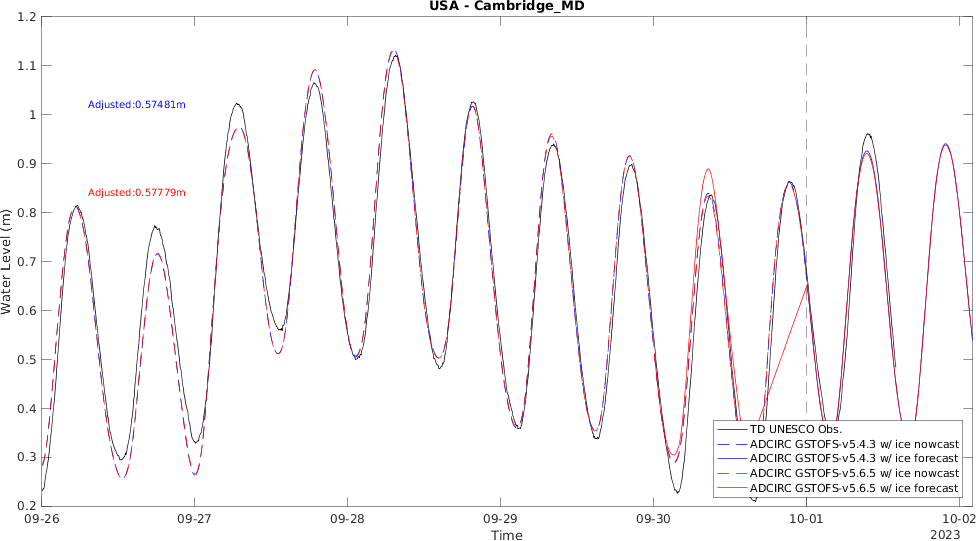 USA - Cambridge_MD
1.2
1.1
1
0.9
0.8
0.7
0.6
0.5
0.4
0.3
0.2
Water Level (m)
Adjusted:0.57481m
Adjusted:0.57779m
TD UNESCO Obs.
ADCIRC GSTOFS-v5.4.3 w/ ice nowcast
ADCIRC GSTOFS-v5.4.3 w/ ice forecast
ADCIRC GSTOFS-v5.6.5 w/ ice nowcast
ADCIRC GSTOFS-v5.6.5 w/ ice forecast
09-26 09-27 09-28 09-29 09-30 10-01 10-02
Time
2023